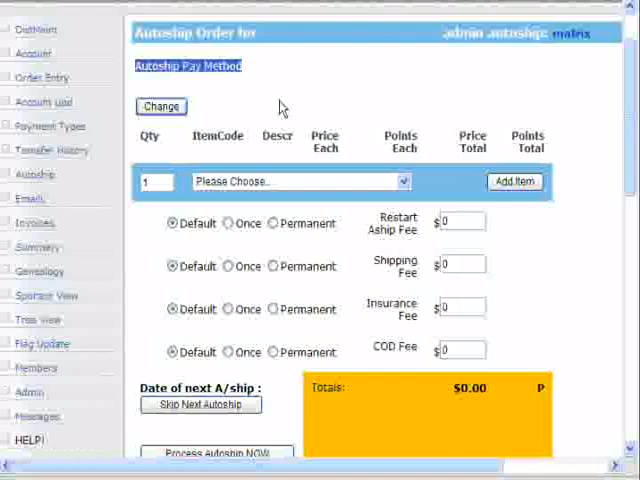 DistMaint
Account
Order Entry
Account Upd
Payment Types
Transfer History
Autoship
Emails
Invoices
Summary
Genealogy
Sponsor View
Tree View
Flag Update
Members
Admin
Messages
HELP!
Autoship Order for admin autoship: matrix
Autoship Pay Method
Change
Qty ItemCode Descr Price Each Points Each Price Total Points Total
1 Please Choose.. Add Item
Default Once Permanent Restart Aship Fee $ 0
Default Once Permanent Shipping Fee $ 0
Default Once Permanent Insurance Fee $ 0
Default Once Permanent COD Fee $ 0
Date of next A/ship :
Skip Next Autoship
Totals: $0.00 P
Process Autoship NOW